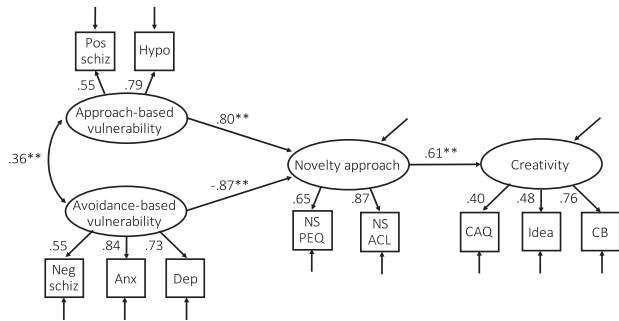 Pos
schiz
Hypo
.55
.79
Approach-based
vulnerability
.80**
.36**
Novelty approach
.61**
Creativity
-.87**
Avoidance-based
vulnerability
.65
.87
.40
.48
.76
NS
PEQ
NS
ACL
CAQ
Idea
CB
.55
.84
.73
Neg
schiz
Anx
Dep